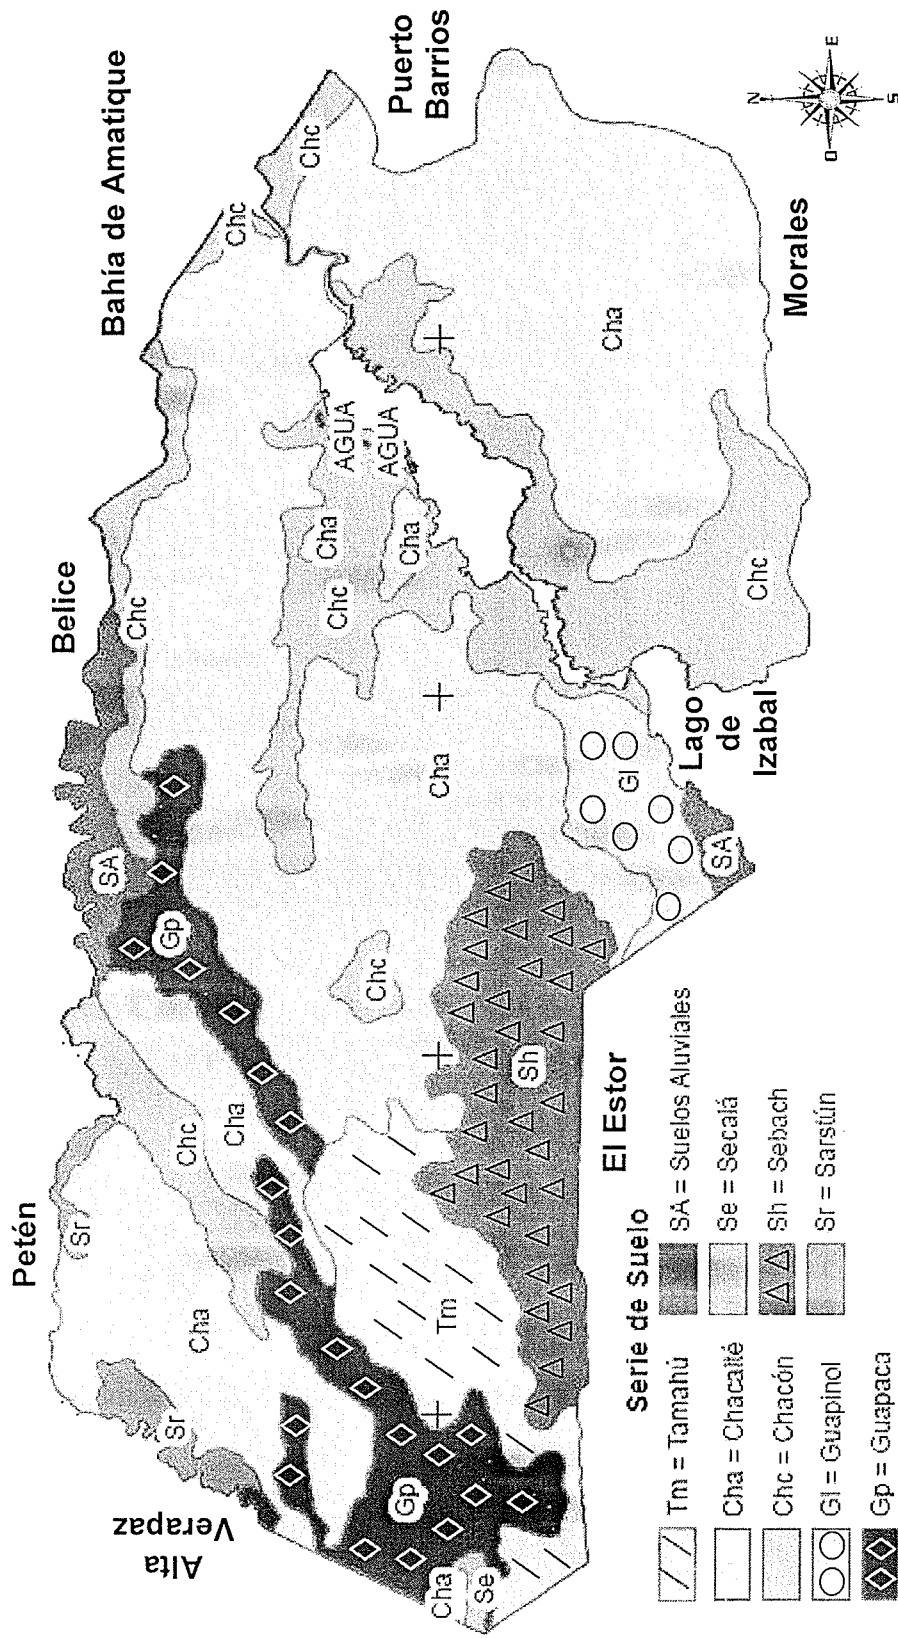 Petén
Belice
Bahía de Amatique
Puerto
Barrios
Alta
Verapaz
Sr
Sr
Cha
Chc
Cha
SA
Gp
Chc
Chc
Chc
Cha
Chc
Cha
AGUA
AGUA
Cha
Cha
Chc
Gp
Cha
Se
Tm
Sh
Gl
SA
Chc
Cha
Lago
de
Izabal
Morales
El Estor
N
E
S
O
Serie de Suelo
Tm = Tamahú
Cha = Chacalté
Chc = Chacón
Gl = Guapinol
Gp = Guapaca
SA = Suelos Aluviales
Se = Secalá
Sh = Sebach
Sr = Sarstún